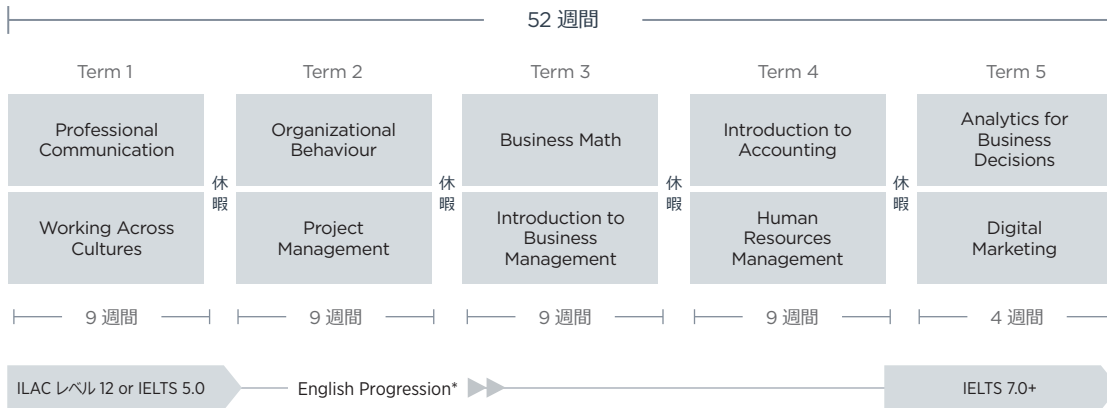 52 週間
Term 1
Term 2
Term 3
Term 4
Term 5
Professional
Communication
Organizational
Behaviour
Business Math
Introduction to
Accounting
Analytics for
Business
Decisions
休
暇
休
暇
休
暇
休
暇
Working Across
Cultures
Project
Management
Introduction to
Business
Management
Human
Resources
Management
Digital
Marketing
9 週間
9 週間
9 週間
9 週間
4 週間
ILAC レベル 12 or IELTS 5.0
English Progression*
IELTS 7.0+